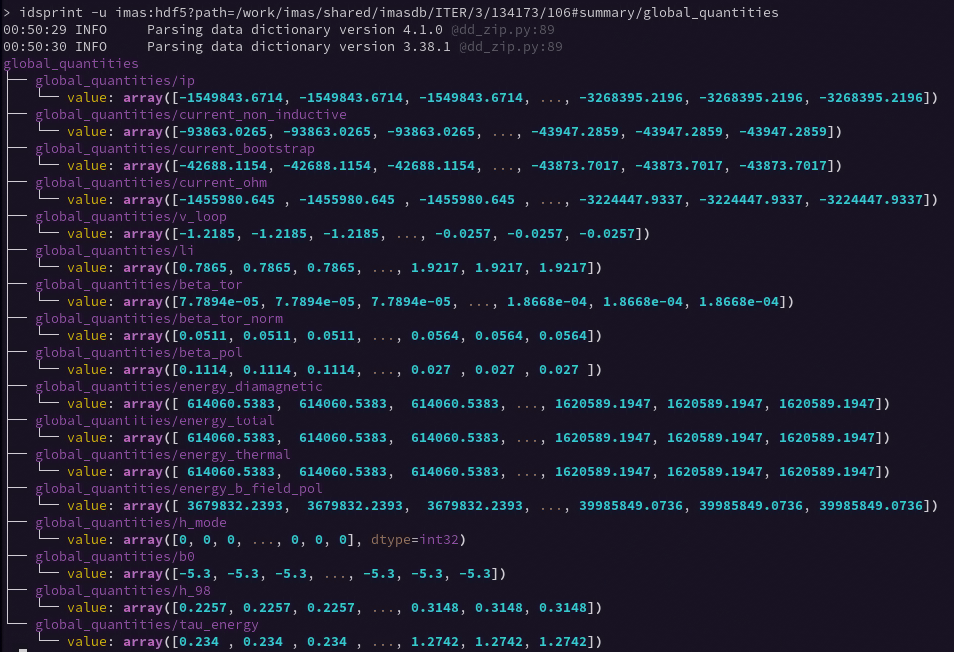 > idsprint -u imas:hdf5?path=/work/imas/shared/imasdb/ITER/3/134173/106#summary/global_quantities
00:50:29 INFO     Parsing data dictionary version 4.1.0 @dd_zip.py:89
00:50:30 INFO     Parsing data dictionary version 3.38.1 @dd_zip.py:89
global_quantities
├── global_quantities/ip
│   └── value: array([-1549843.6714, -1549843.6714, -1549843.6714, ..., -3268395.2196, -3268395.2196, -3268395.2196])
├── global_quantities/current_non_inductive
│   └── value: array([-93863.0265, -93863.0265, -93863.0265, ..., -43947.2859, -43947.2859, -43947.2859])
├── global_quantities/current_bootstrap
│   └── value: array([-42688.1154, -42688.1154, -42688.1154, ..., -43873.7017, -43873.7017, -43873.7017])
├── global_quantities/current_ohm
│   └── value: array([-1455980.645 , -1455980.645 , -1455980.645 , ..., -3224447.9337, -3224447.9337, -3224447.9337])
├── global_quantities/v_loop
│   └── value: array([-1.2185, -1.2185, -1.2185, ..., -0.0257, -0.0257, -0.0257])
├── global_quantities/li
│   └── value: array([0.7865, 0.7865, 0.7865, ..., 1.9217, 1.9217, 1.9217])
├── global_quantities/beta_tor
│   └── value: array([7.7894e-05, 7.7894e-05, 7.7894e-05, ..., 1.8668e-04, 1.8668e-04, 1.8668e-04])
├── global_quantities/beta_tor_norm
│   └── value: array([0.0511, 0.0511, 0.0511, ..., 0.0564, 0.0564, 0.0564])
├── global_quantities/beta_pol
│   └── value: array([0.1114, 0.1114, 0.1114, ..., 0.027 , 0.027 , 0.027 ])
├── global_quantities/energy_diamagnetic
│   └── value: array([ 614060.5383,  614060.5383,  614060.5383, ..., 1620589.1947, 1620589.1947, 1620589.1947])
├── global_quantities/energy_total
│   └── value: array([ 614060.5383,  614060.5383,  614060.5383, ..., 1620589.1947, 1620589.1947, 1620589.1947])
├── global_quantities/energy_thermal
│   └── value: array([ 614060.5383,  614060.5383,  614060.5383, ..., 1620589.1947, 1620589.1947, 1620589.1947])
├── global_quantities/energy_b_field_pol
│   └── value: array([ 3679832.2393,  3679832.2393,  3679832.2393, ..., 39985849.0736, 39985849.0736, 39985849.0736])
├── global_quantities/h_mode
│   └── value: array([0, 0, 0, ..., 0, 0, 0], dtype=int32)
├── global_quantities/b0
│   └── value: array([-5.3, -5.3, -5.3, ..., -5.3, -5.3, -5.3])
├── global_quantities/h_98
│   └── value: array([0.2257, 0.2257, 0.2257, ..., 0.3148, 0.3148, 0.3148])
└── global_quantities/tau_energy
    └── value: array([0.234 , 0.234 , 0.234 , ..., 1.2742, 1.2742, 1.2742])